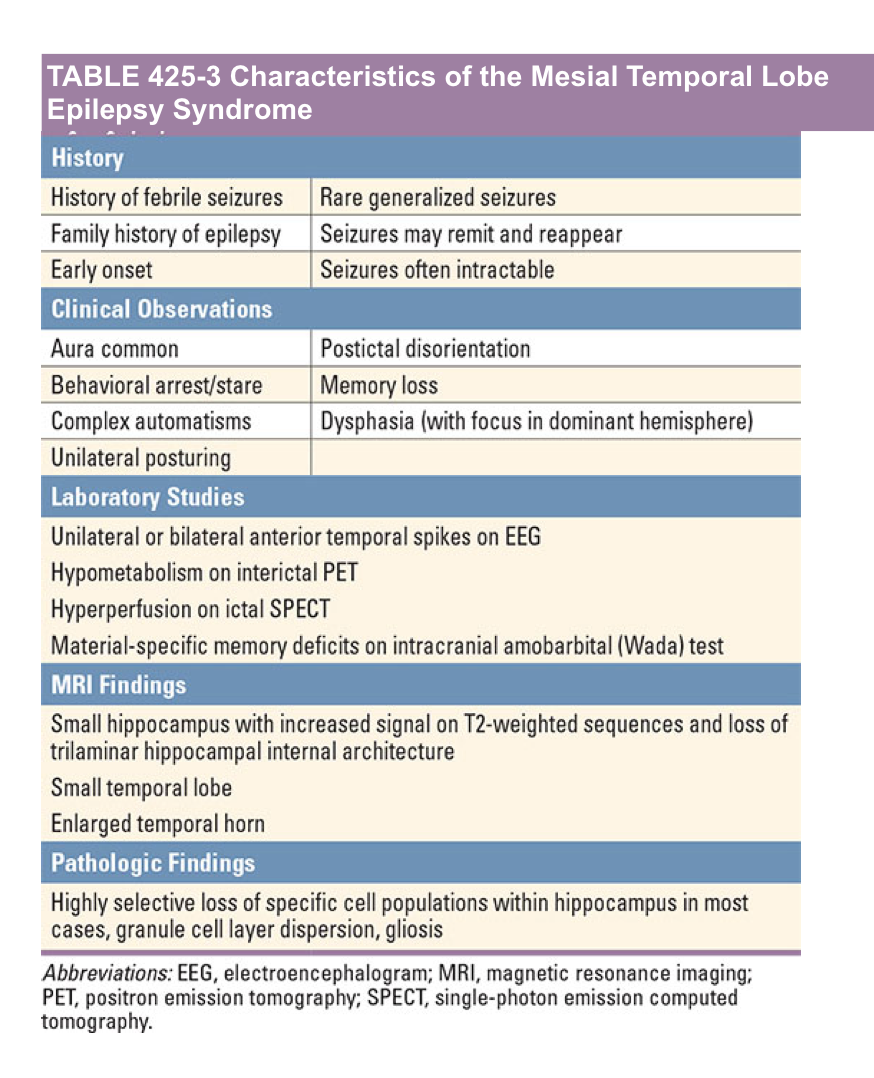 TABLE 425-3 Characteristics of the Mesial Temporal Lobe
Epilepsy Syndrome
History
History of febrile seizures Rare generalized seizures
Family history of epilepsy Seizures may remit and reappear
Early onset Seizures often intractable
Clinical Observations
Aura common Postictal disorientation
Behavioral arrest/stare Memory loss
Complex automatisms Dysphasia (with focus in dominant hemisphere)
Unilateral posturing
Laboratory Studies
Unilateral or bilateral anterior temporal spikes on EEG
Hypometabolism on interictal PET
Hyperperfusion on ictal SPECT
Material-specific memory deficits on intracranial amobarbital (Wada) test
MRI Findings
Small hippocampus with increased signal on T2-weighted sequences and loss of
trilaminar hippocampal internal architecture
Small temporal lobe
Enlarged temporal horn
Pathologic Findings
Highly selective loss of specific cell populations within hippocampus in most
cases, granule cell layer dispersion, gliosis
Abbreviations: EEG, electroencephalogram; MRI, magnetic resonance imaging;
PET, positron emission tomography; SPECT, single-photon emission computed
tomography.